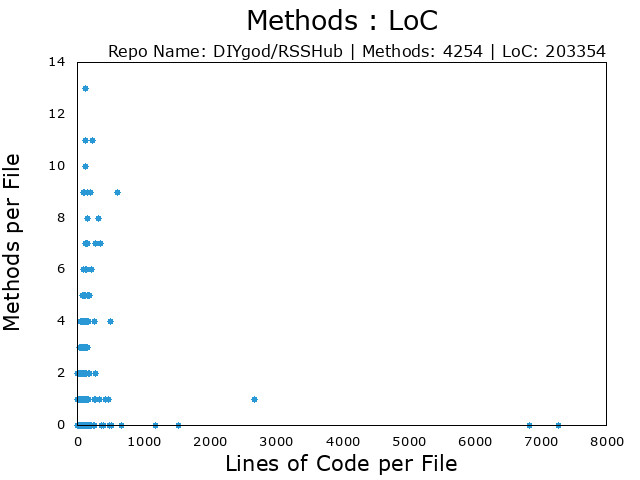 Methods : LoC
Repo Name: DIYgod/RSSHub | Methods: 4254 | LoC: 203354
14
12
10
8
6
4
2
0
Methods per File
0 1000 2000 3000 4000 5000 6000 7000 8000
Lines of Code per File